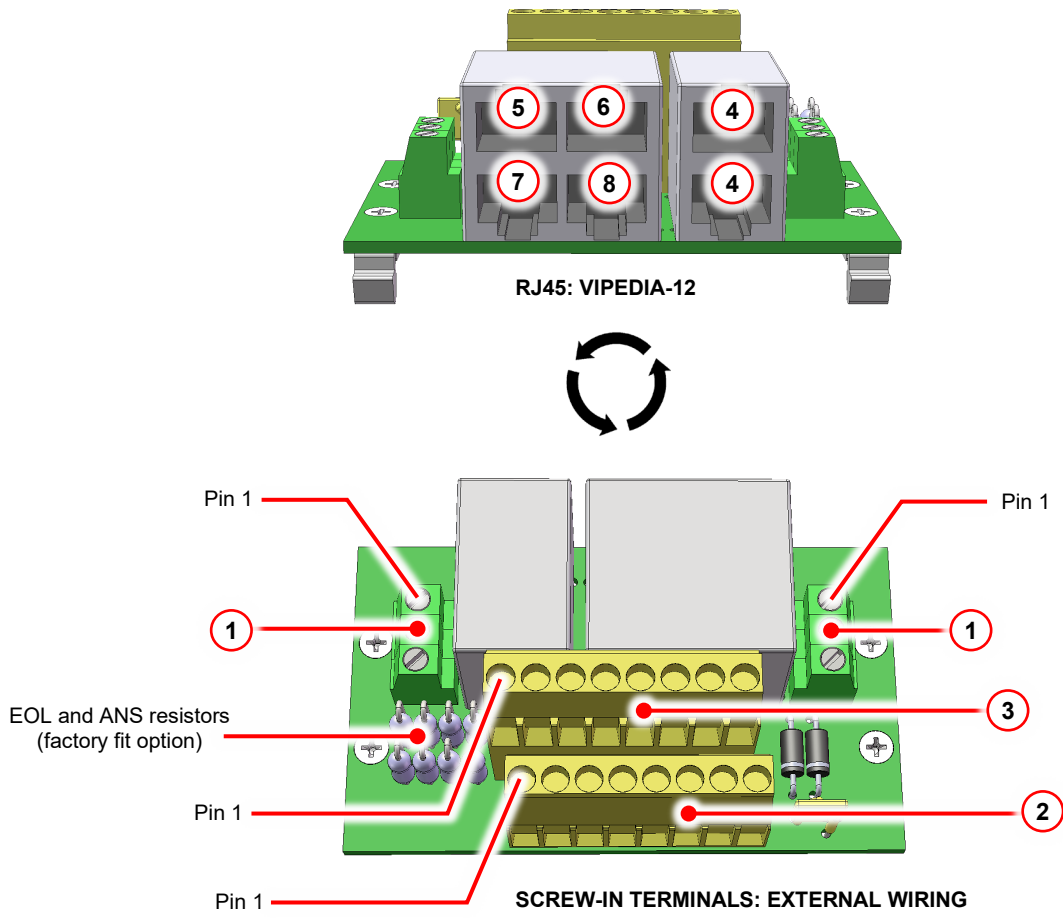 5
6
4
7
8
4
RJ45: VIPEDIA-12
Pin 1
Pin 1
1
1
EOL and ANS resistors
(factory fit option)
3
Pin 1
2
Pin 1
SCREW-IN TERMINALS: EXTERNAL WIRING